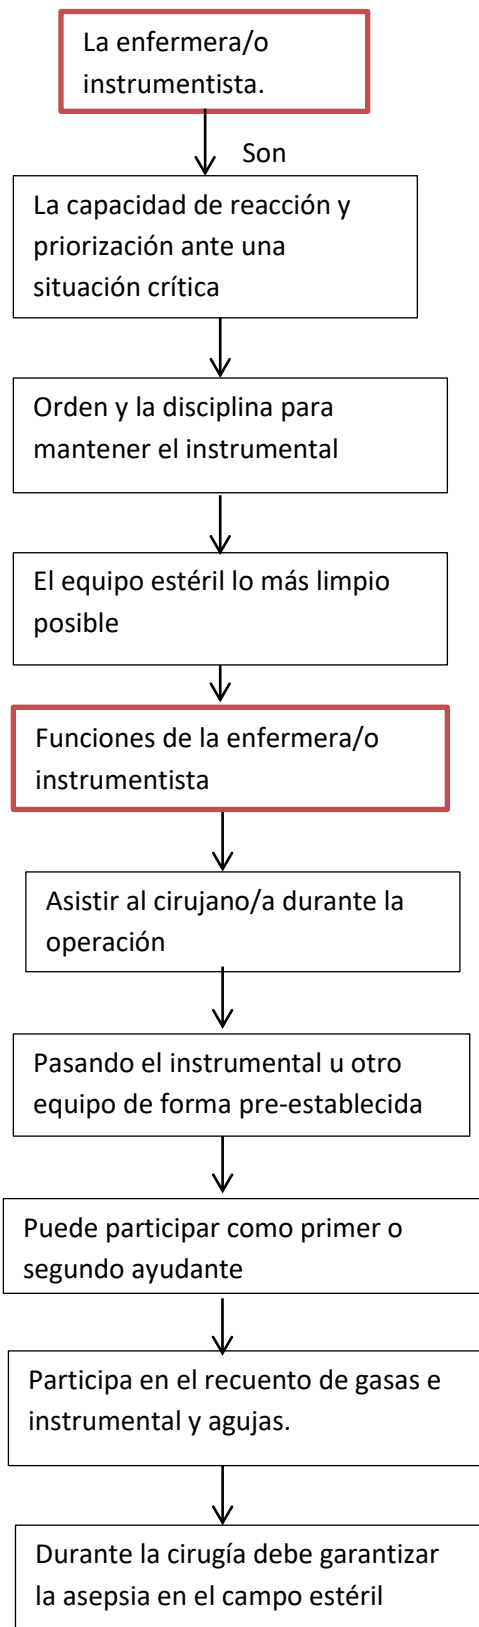 La enfermera/o
instrumentista.
Son
La capacidad de reacción y
priorización ante una
situación crítica
Orden y la disciplina para
mantener el instrumental
El equipo estéril lo más limpio
posible
Funciones de la enfermera/o
instrumentista
Asistir al cirujano/a durante la
operación
Pasando el instrumental u otro
equipo de forma pre-establecida
Puede participar como primer o
segundo ayudante
Participa en el recuento de gasas e
instrumental y agujas.
Durante la cirugía debe garantizar
la asepsia en el campo estéril